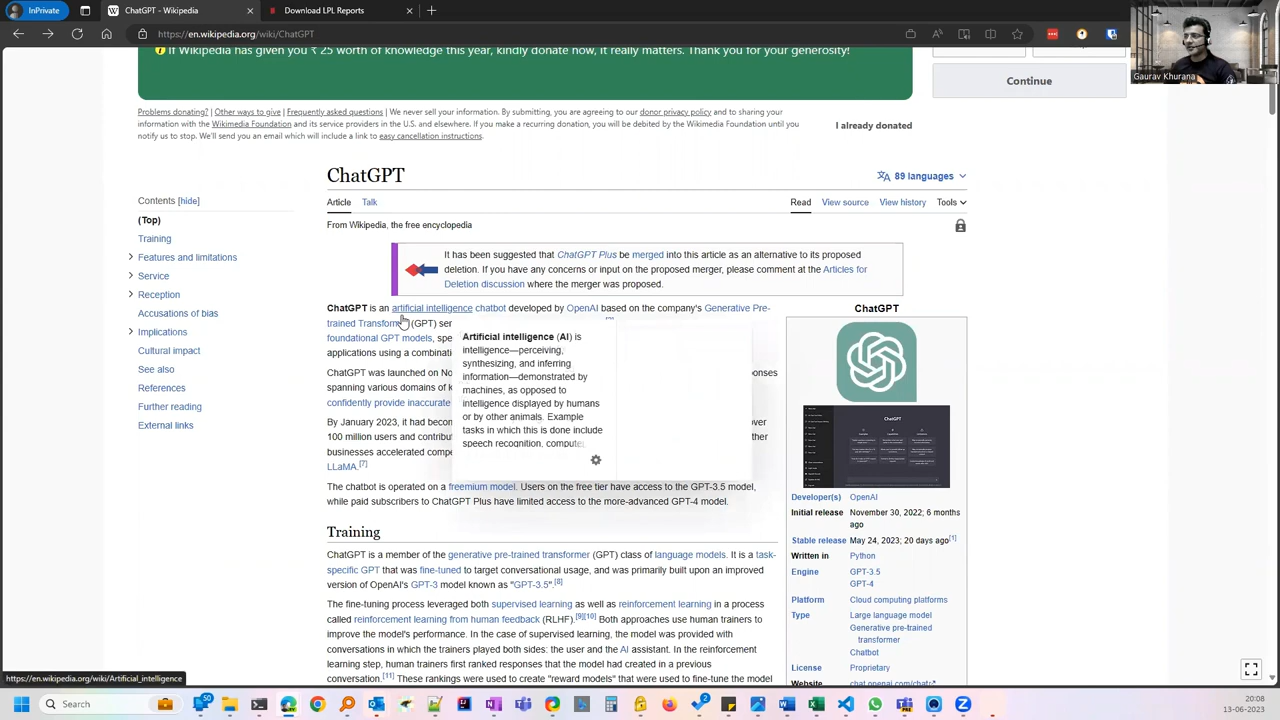 InPrivate
ChatGPT - Wikipedia
Download LPL Reports
https://en.wikipedia.org/wiki/ChatGPT
Gaurav Khurana
If Wikipedia has given you ₹ 25 worth of knowledge this year, kindly donate now, it really matters. Thank you for your generosity!
Continue
Problems donating? | Other ways to give | Frequently asked questions | We never sell your information. By submitting, you are agreeing to our donor privacy policy and to sharing your
information with the Wikimedia Foundation and its service providers in the U.S. and elsewhere. If you make a recurring donation, you will be debited by the Wikimedia Foundation until you
notify us to stop. We'll send you an email which will include a link to easy cancellation instructions.
I already donated
ChatGPT
89 languages
Contents [hide]
(Top)
Training
Features and limitations
Service
Reception
Accusations of bias
Implications
Cultural impact
See also
References
Further reading
External links
Article
Talk
Read
View source
View history
Tools
From Wikipedia, the free encyclopedia
It has been suggested that ChatGPT Plus be merged into this article as an alternative to its proposed
deletion. If you have any concerns or input on the proposed merger, please comment at the Articles for
Deletion discussion where the merger was proposed.
ChatGPT is an artificial intelligence chatbot developed by OpenAI based on the company's Generative Pre-
trained Transform (GPT) ser
foundational GPT models, spe
applications using a combinati
ChatGPT was launched on No
ponses
spanning various domains of k
confidently provide inaccurate
By January 2023, it had becom
over
100 million users and contribu
ther
businesses accelerated comp
LLaMA.[7]
Artificial intelligence (AI) is
intelligence—perceiving,
synthesizing, and inferring
information—demonstrated by
machines, as opposed to
intelligence displayed by humans
or by other animals. Example
tasks in which this is done include
speech recognition, compute
The chatbot is operated on a freemium model. Users on the free tier have access to the GPT-3.5 model,
while paid subscribers to ChatGPT Plus have limited access to the more-advanced GPT-4 model.
Training
ChatGPT is a member of the generative pre-trained transformer (GPT) class of language models. It is a task-
specific GPT that was fine-tuned to target conversational usage, and was primarily built upon an improved
version of OpenAI's GPT-3 model known as "GPT-3.5".[8]
The fine-tuning process leveraged both supervised learning as well as reinforcement learning in a process
called reinforcement learning from human feedback (RLHF).[9][10] Both approaches use human trainers to
improve the model's performance. In the case of supervised learning, the model was provided with
conversations in which the trainers played both sides: the user and the AI assistant. In the reinforcement
learning step, human trainers first ranked responses that the model had created in a previous
conversation.[11] These rankings were used to create "reward models" that were used to fine-tune the model
ChatGPT
ChatGPT
Developer(s) OpenAI
Initial release November 30, 2022; 6 months
ago
Stable release May 24, 2023; 20 days ago[1]
Written in Python
Engine GPT-3.5
GPT-4
Platform Cloud computing platforms
Type Large language model
Generative pre-trained
transformer
Chatbot
License Proprietary
Website chat.openai.com/chat
https://en.wikipedia.org/wiki/Artificial_intelligence
Search
50
2
20:08
13-06-2023